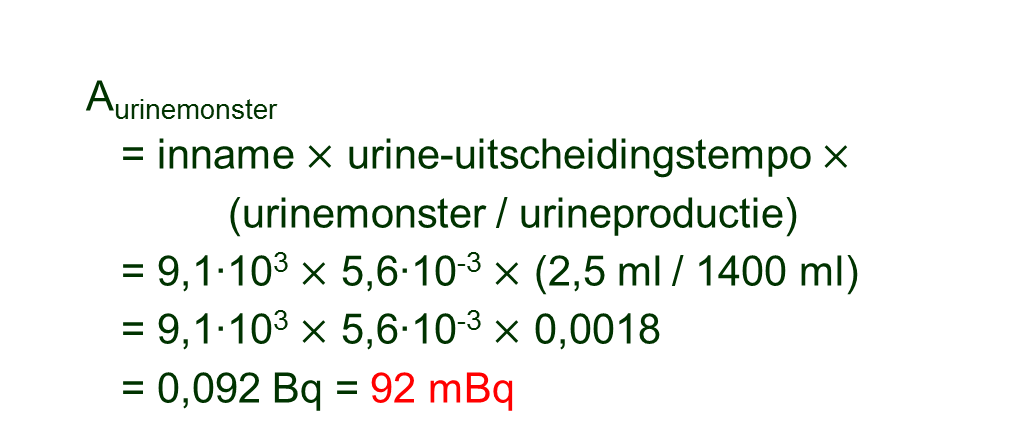 A_urinemonster
= inname × urine-uitscheidingstempo ×
(urinemonster / urineproductie)
= 9,1·10³ × 5,6·10⁻³ × (2,5 ml / 1400 ml)
= 9,1·10³ × 5,6·10⁻³ × 0,0018
= 0,092 Bq = 92 mBq